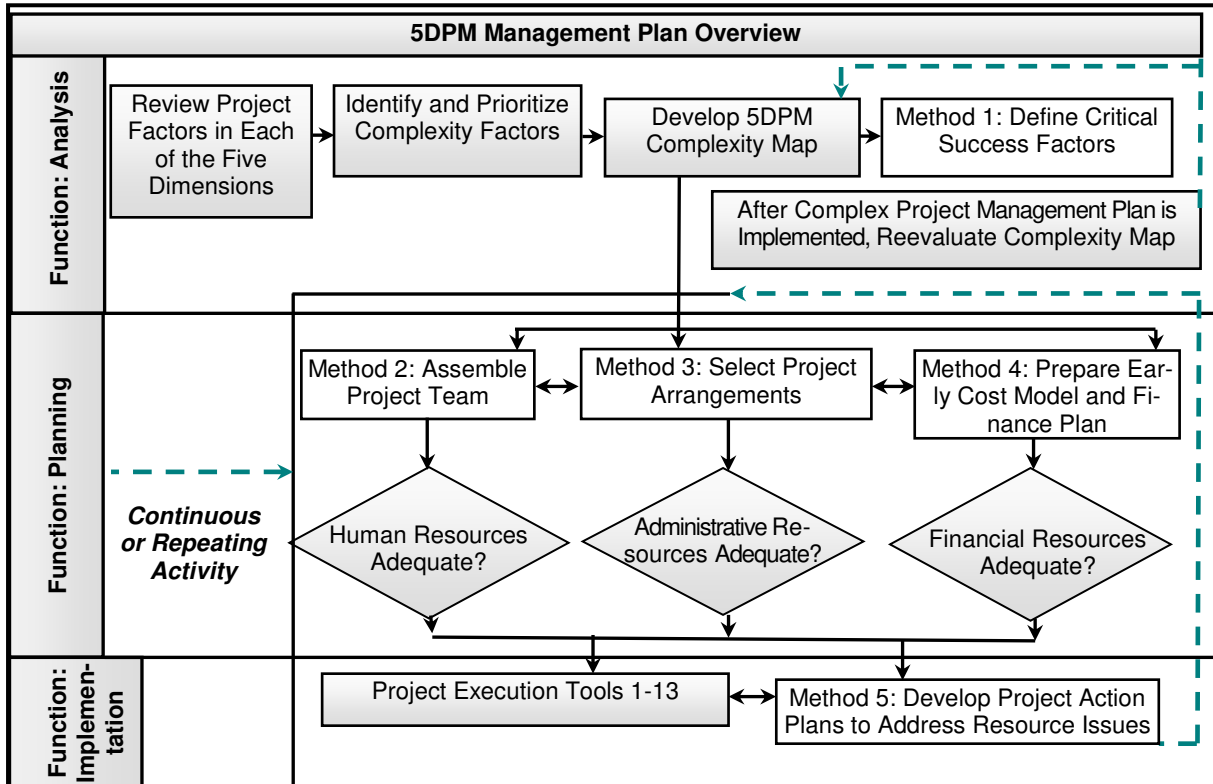 5DPM Management Plan Overview
Function: Analysis
Review Project
Factors in Each
of the Five
Dimensions
Identify and Prioritize
Complexity Factors
Develop 5DPM
Complexity Map
Method 1: Define Critical
Success Factors
After Complex Project Management Plan is
Implemented, Reevaluate Complexity Map
Function: Planning
Method 2: Assemble
Project Team
Method 3: Select Project
Arrangements
Method 4: Prepare Ear-
ly Cost Model and Fi-
nance Plan
Continuous
or Repeating
Activity
Human Resources
Adequate?
Administrative Re-
sources Adequate?
Financial Resources
Adequate?
Function:
Implemen-
tation
Project Execution Tools 1-13
Method 5: Develop Project Action
Plans to Address Resource Issues